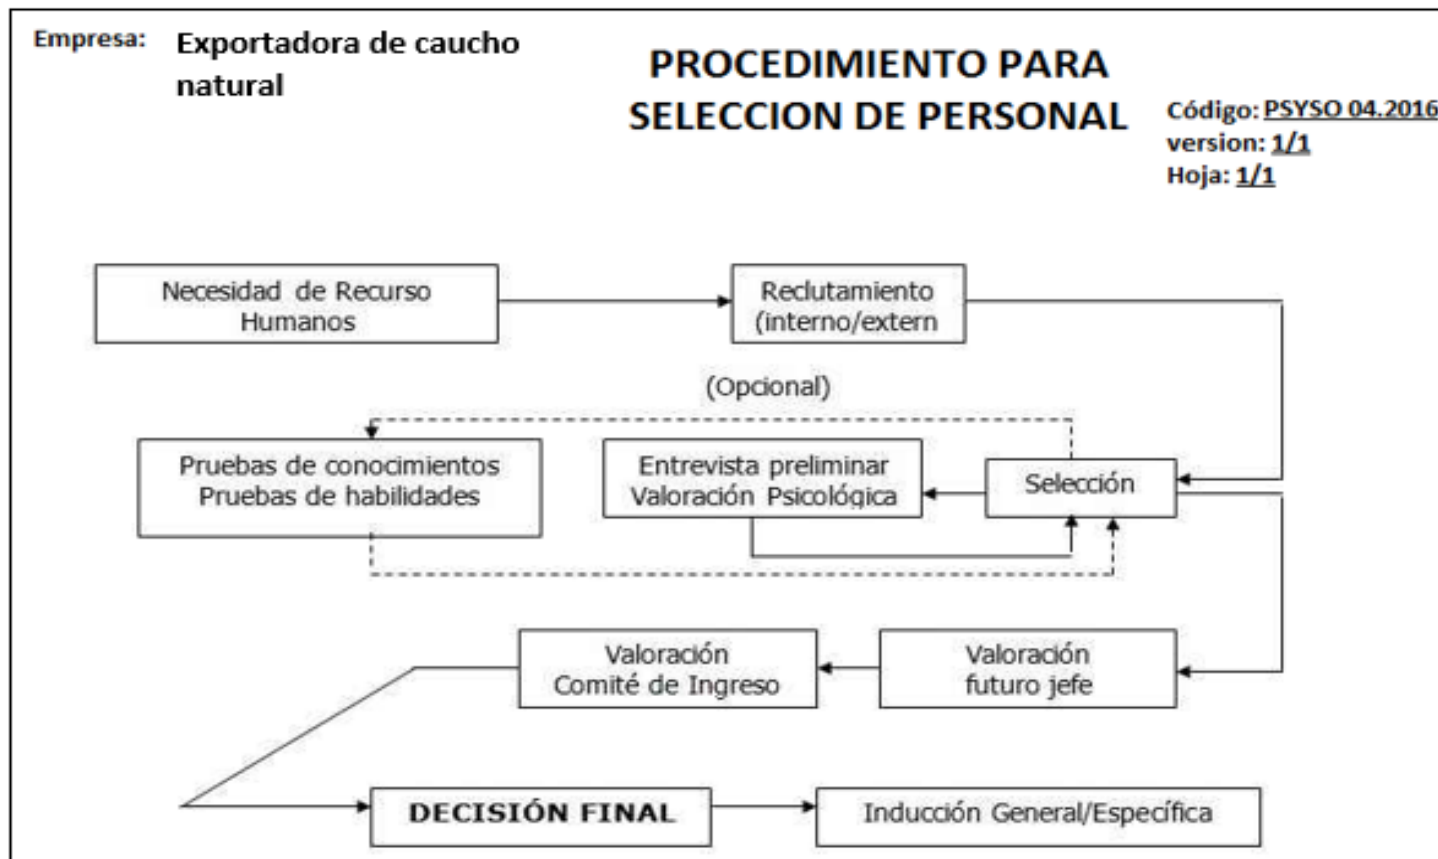 Empresa: Exportadora de caucho
natural
PROCEDIMIENTO PARA
SELECCION DE PERSONAL
Código: PSYSO 04.2016
version: 1/1
Hoja: 1/1
Necesidad de Recurso
Humanos
Reclutamiento
(interno/extern
(Opcional)
Pruebas de conocimientos
Pruebas de habilidades
Entrevista preliminar
Valoración Psicológica
Selección
Valoración
Comité de Ingreso
Valoración
futuro jefe
DECISIÓN FINAL
Inducción General/Específica